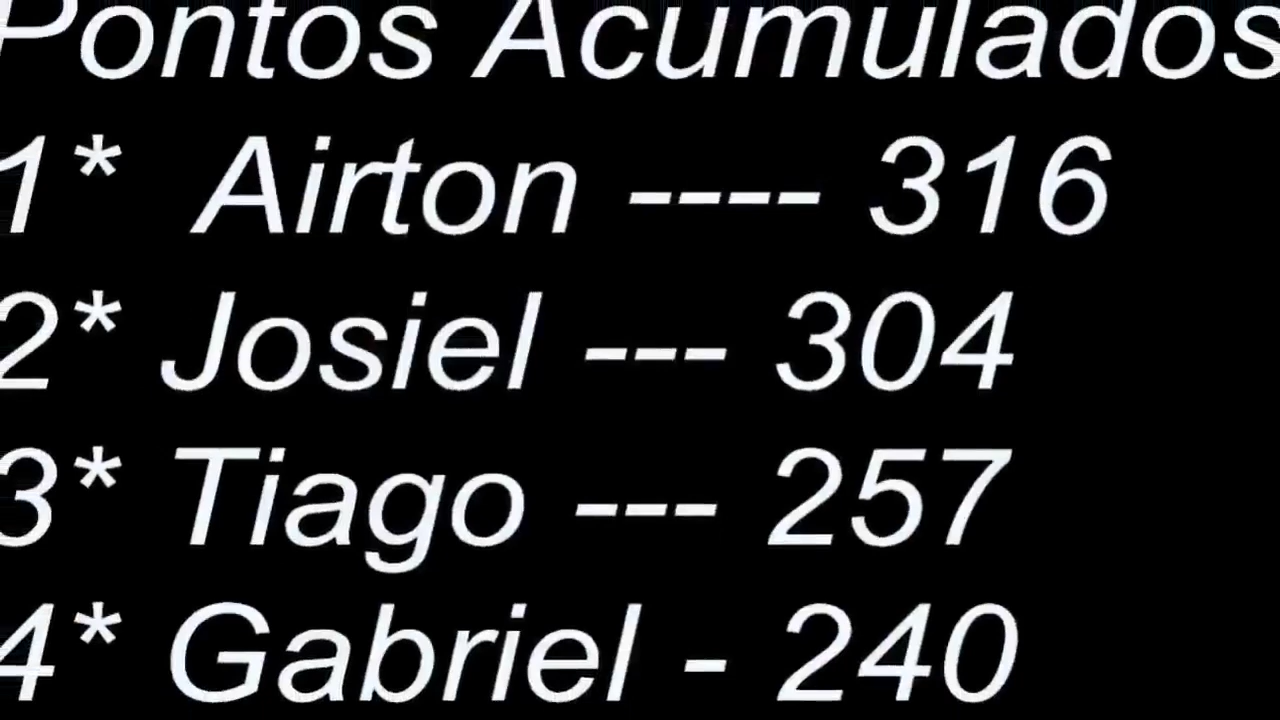 Pontos Acumulados
1* Airton ---- 316
2* Josiel --- 304
3* Tiago --- 257
4* Gabriel - 240